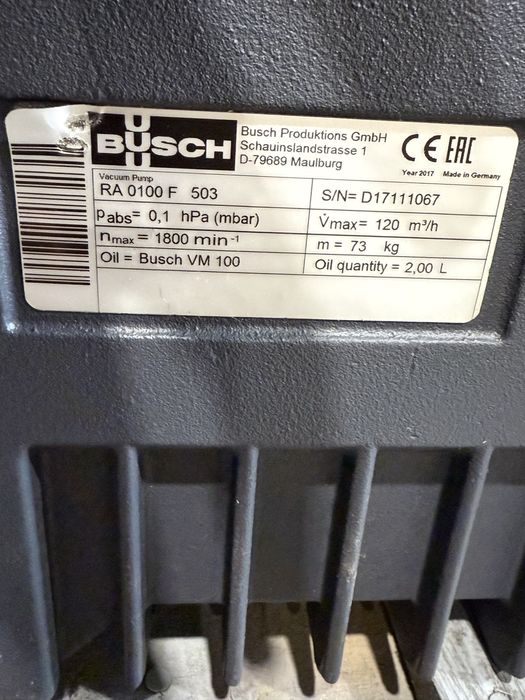 BUSCH
Busch Produktions GmbH
Schauinslandstrasse 1
D-79689 Maulburg
CE EAC
Year 2017 Made in Germany
Vacuum Pump
RA 0100 F 503
S/N= D17111067
pabs= 0,1 hPa (mbar)
V̇max= 120 m³/h
nmax= 1800 min⁻¹
m = 73 kg
Oil = Busch VM 100
Oil quantity = 2,00 L